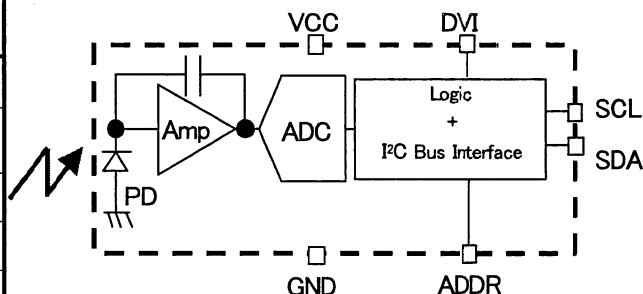 VCC
DVI
Logic
+
I²C Bus Interface
Amp
ADC
PD
SCL
SDA
GND
ADDR